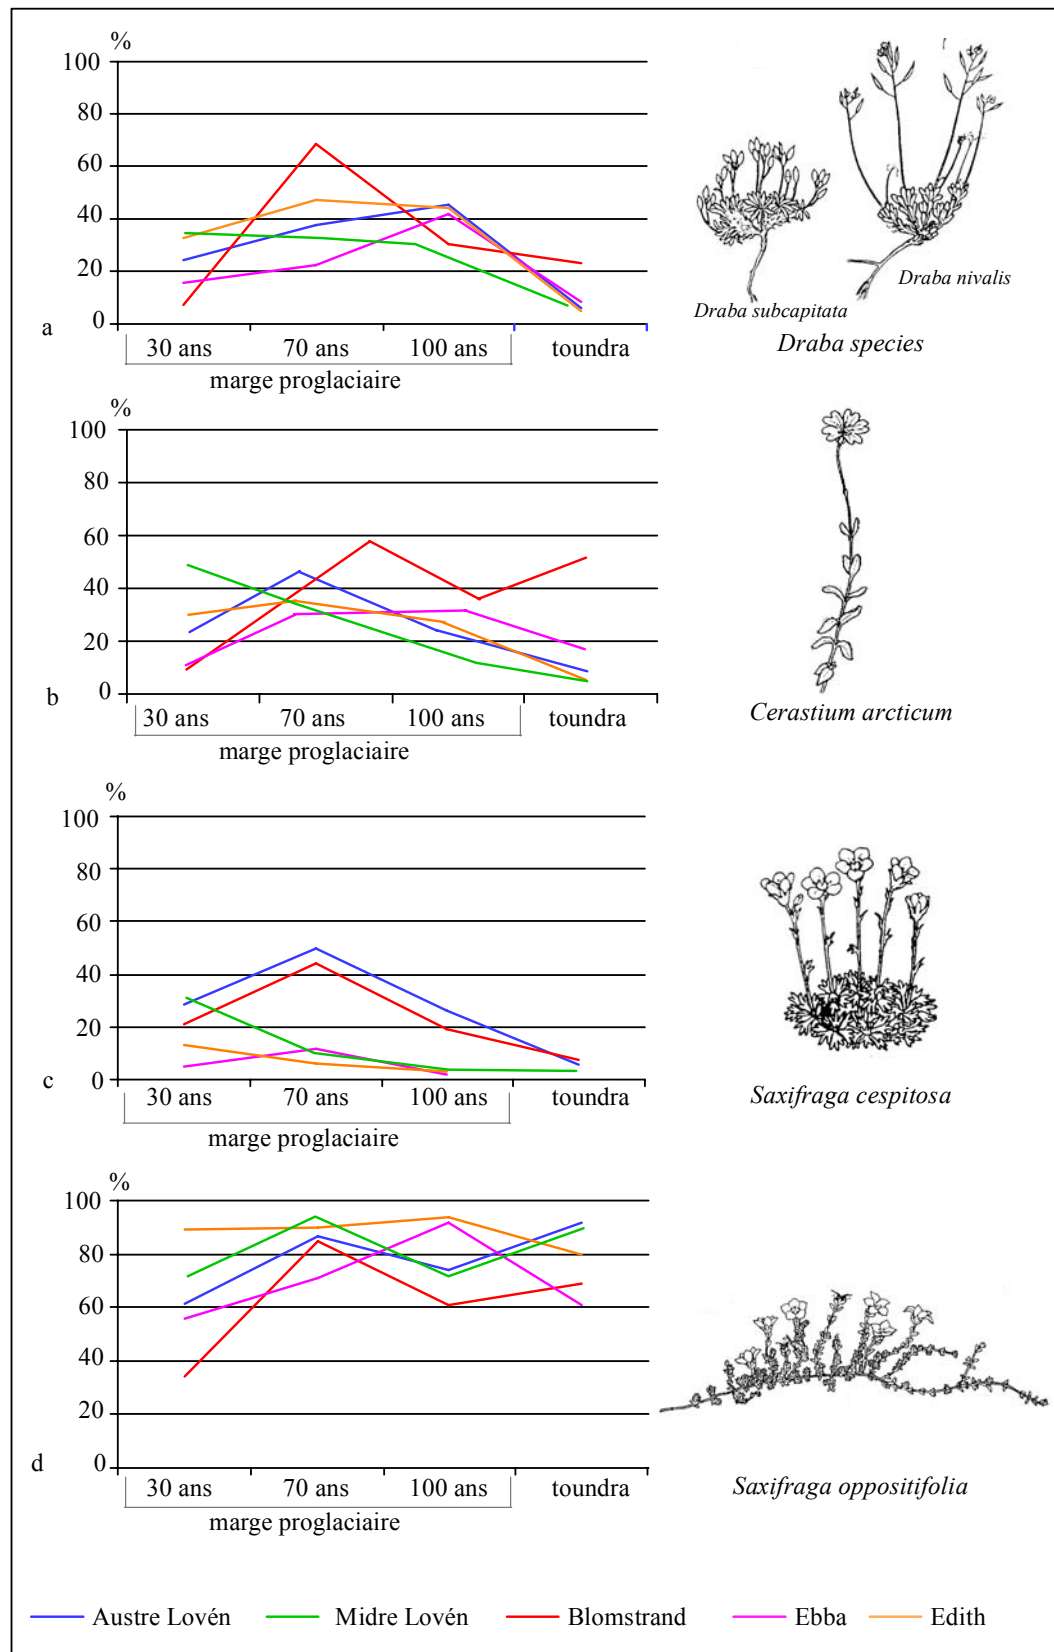 %
100
80
60
40
20
0
a
30 ans 70 ans 100 ans toundra
marge proglaciaire
Draba subcapitata
Draba nivalis
Draba species
%
100
80
60
40
20
0
b
30 ans 70 ans 100 ans toundra
marge proglaciaire
Cerastium arcticum
%
100
80
60
40
20
0
c
30 ans 70 ans 100 ans toundra
marge proglaciaire
Saxifraga cespitosa
%
100
80
60
40
20
0
d
30 ans 70 ans 100 ans toundra
marge proglaciaire
Saxifraga oppositifolia
Austre Lovén Midre Lovén Blomstrand Ebba Edith